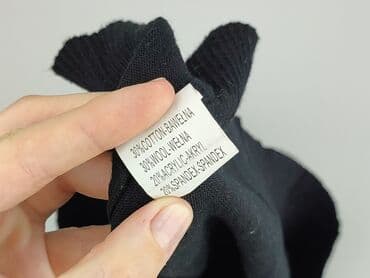 30%COTTON-BAWEŁNA
30%WOOL-WEŁNA
20%ACRYLIC-AKRYL
20%SPANDEX-SPANDEX